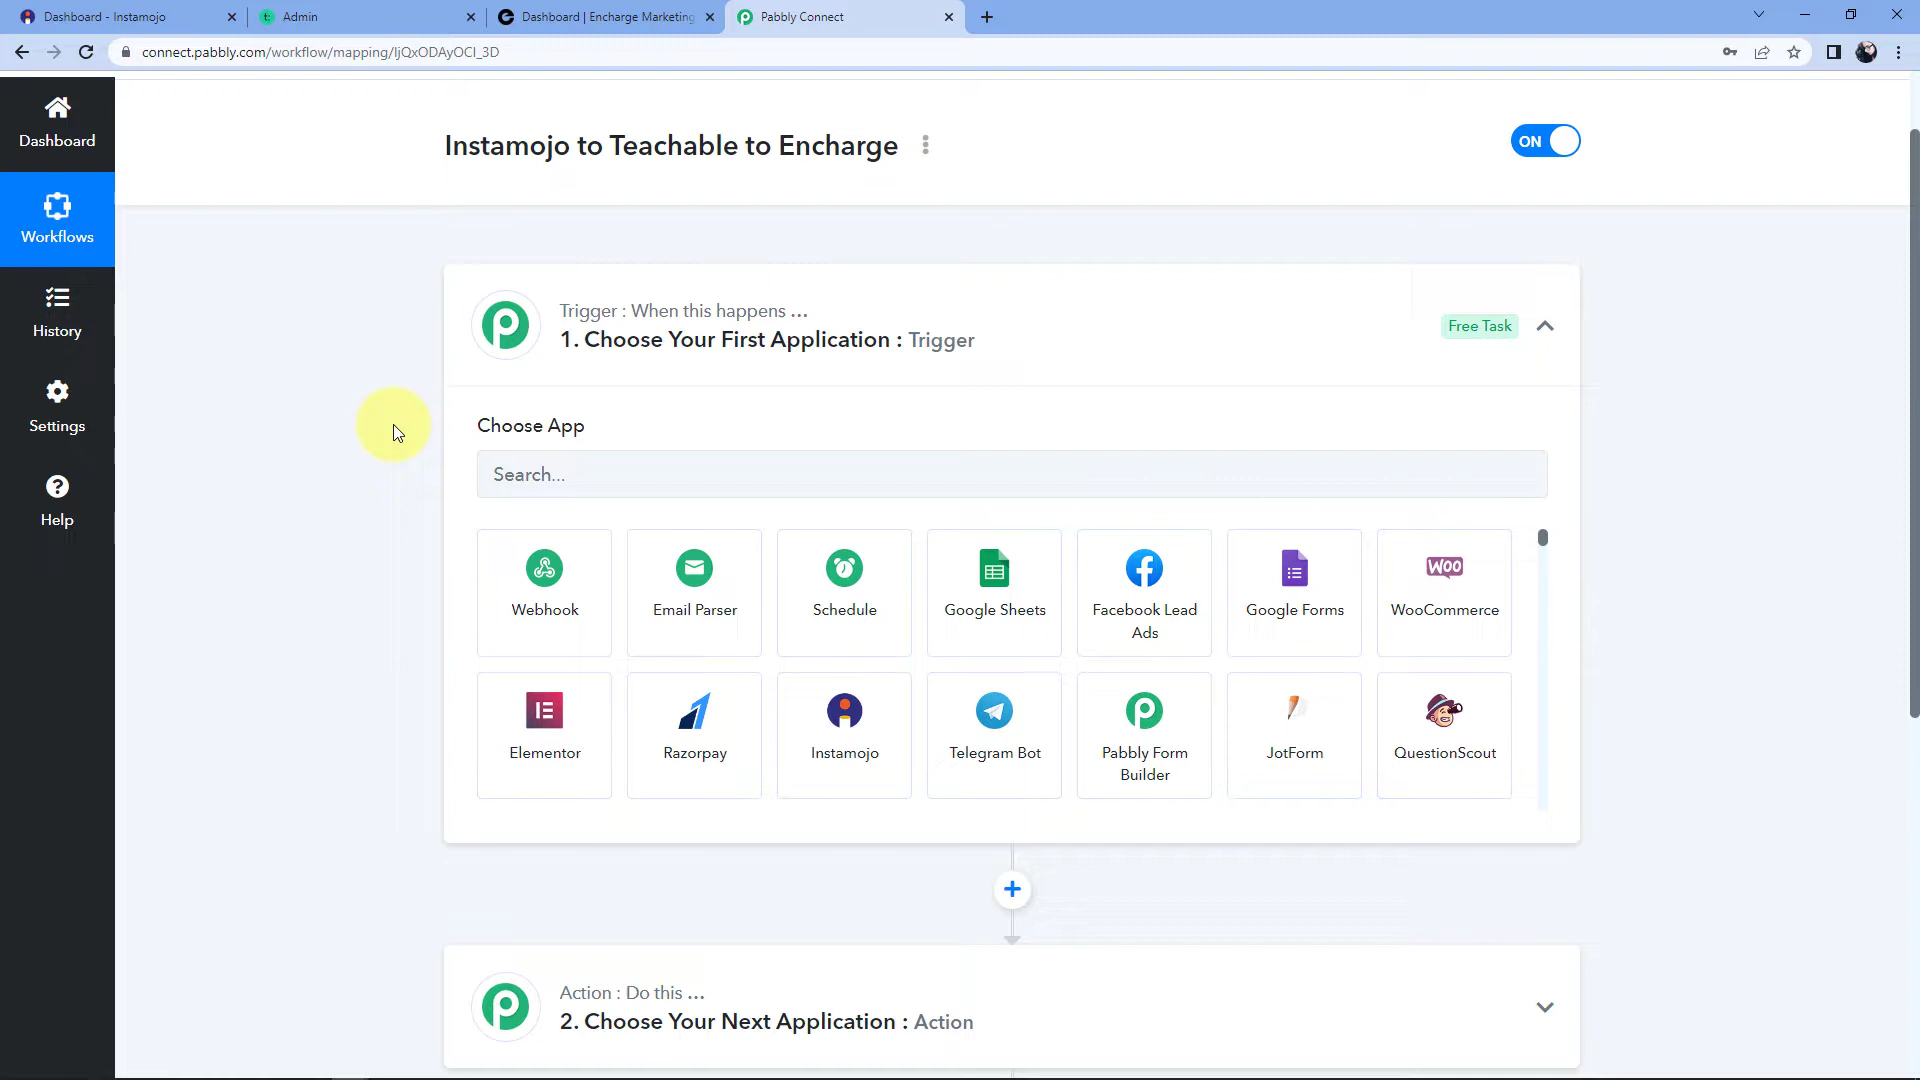 Dashboard - Instamojo
Admin
Dashboard | Encharge Marketing
Pabbly Connect
connect.pabbly.com/workflow/mapping/IjQxODAyOCI_3D
Dashboard
Workflows
History
Settings
Help
Instamojo to Teachable to Encharge
ON
Trigger : When this happens ...
1. Choose Your First Application : Trigger
Free Task
Choose App
Search...
Webhook
Email Parser
Schedule
Google Sheets
Facebook Lead
Ads
Google Forms
WOO
WooCommerce
Elementor
Razorpay
Instamojo
Telegram Bot
Pabbly Form
Builder
JotForm
QuestionScout
Action : Do this ...
2. Choose Your Next Application : Action